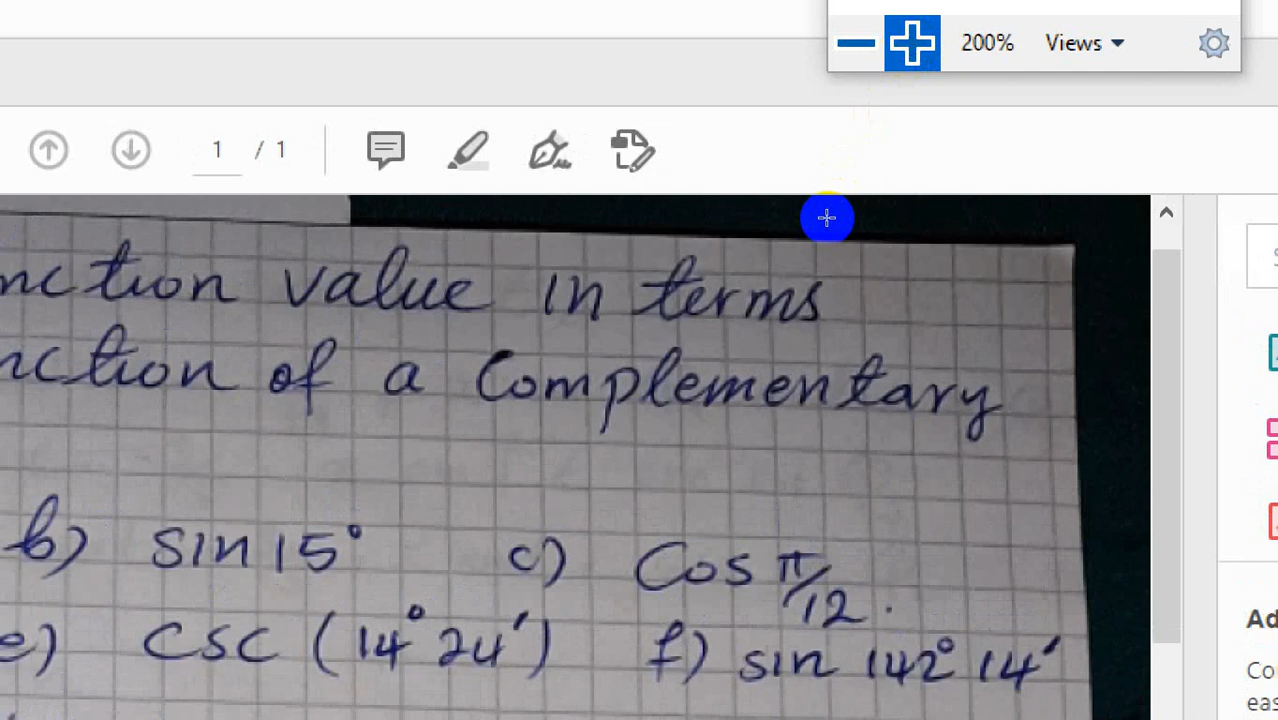 200% Views
1 / 1
nction value in terms
nction of a Complementary
b) sin 15° c) Cos π/12.
e) CSC (14° 24′) f) sin 142° 14′
Ad
Co
eas